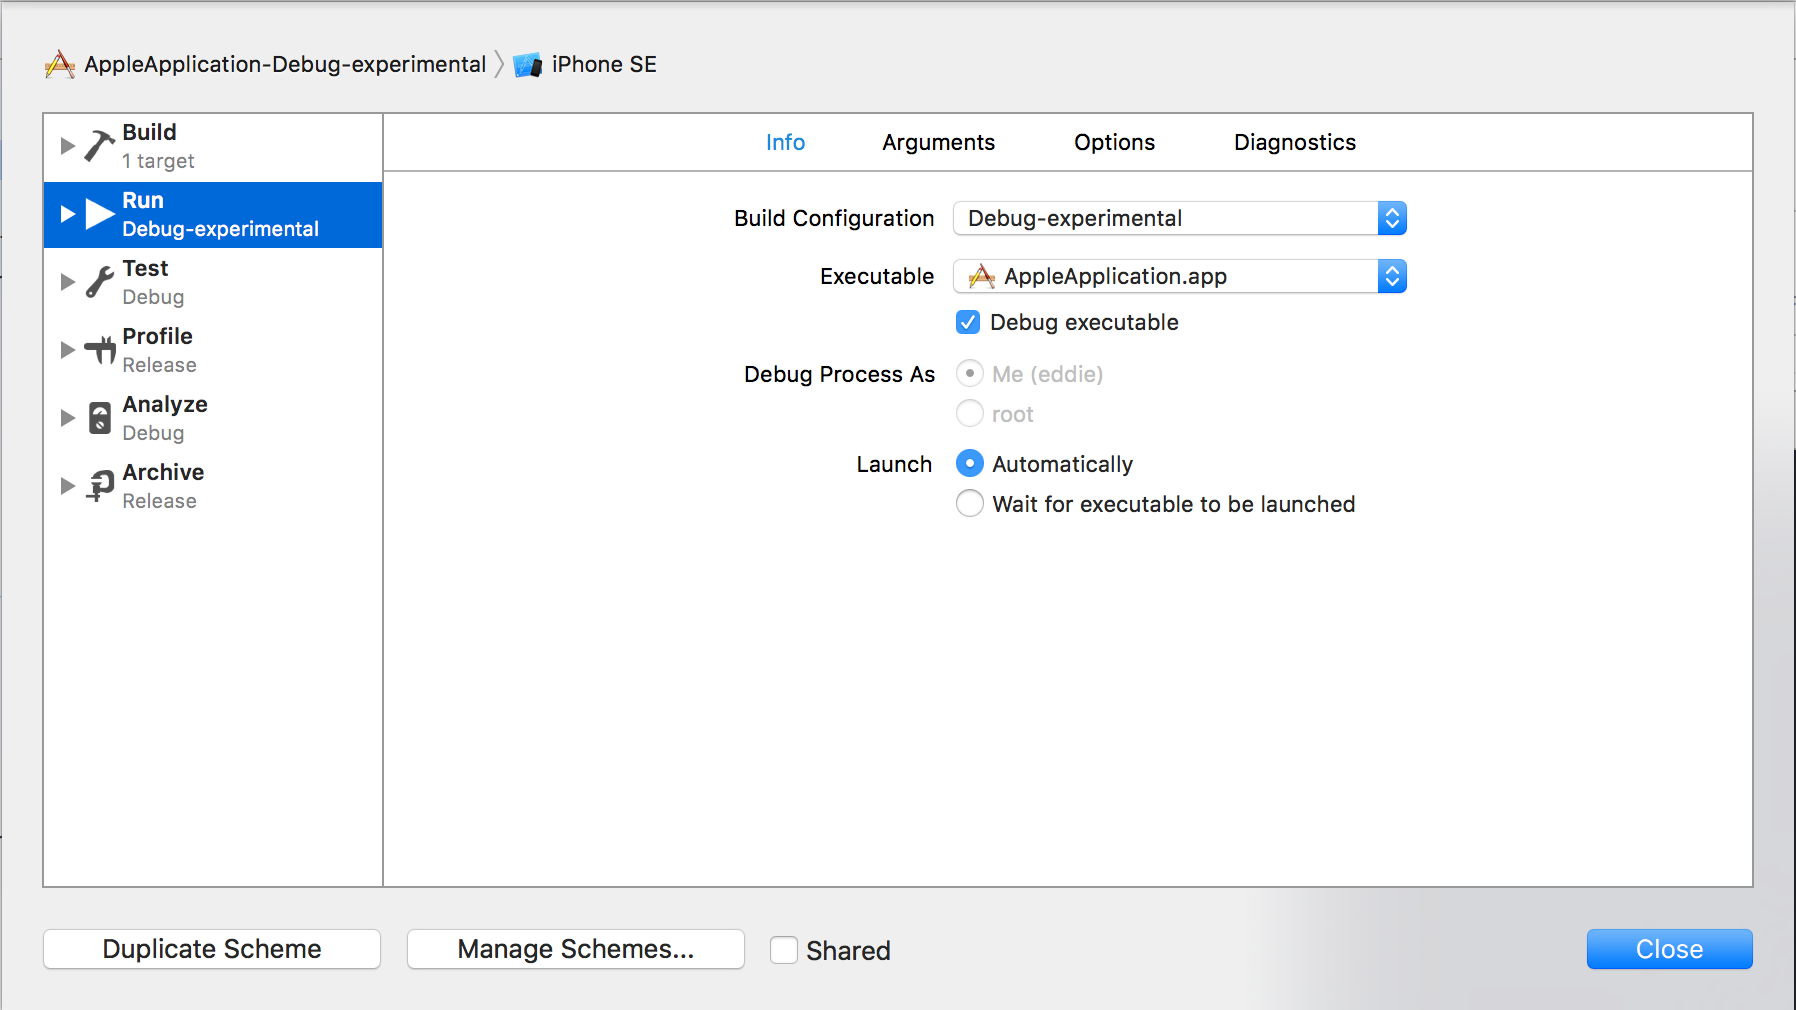 AppleApplication-Debug-experimental iPhone SE
Build
1 target
Run
Debug-experimental
Test
Debug
Profile
Release
Analyze
Debug
Archive
Release
Info Arguments Options Diagnostics
Build Configuration Debug-experimental
Executable AppleApplication.app
Debug executable
Debug Process As Me (eddie)
root
Launch Automatically
Wait for executable to be launched
Duplicate Scheme Manage Schemes... Shared Close